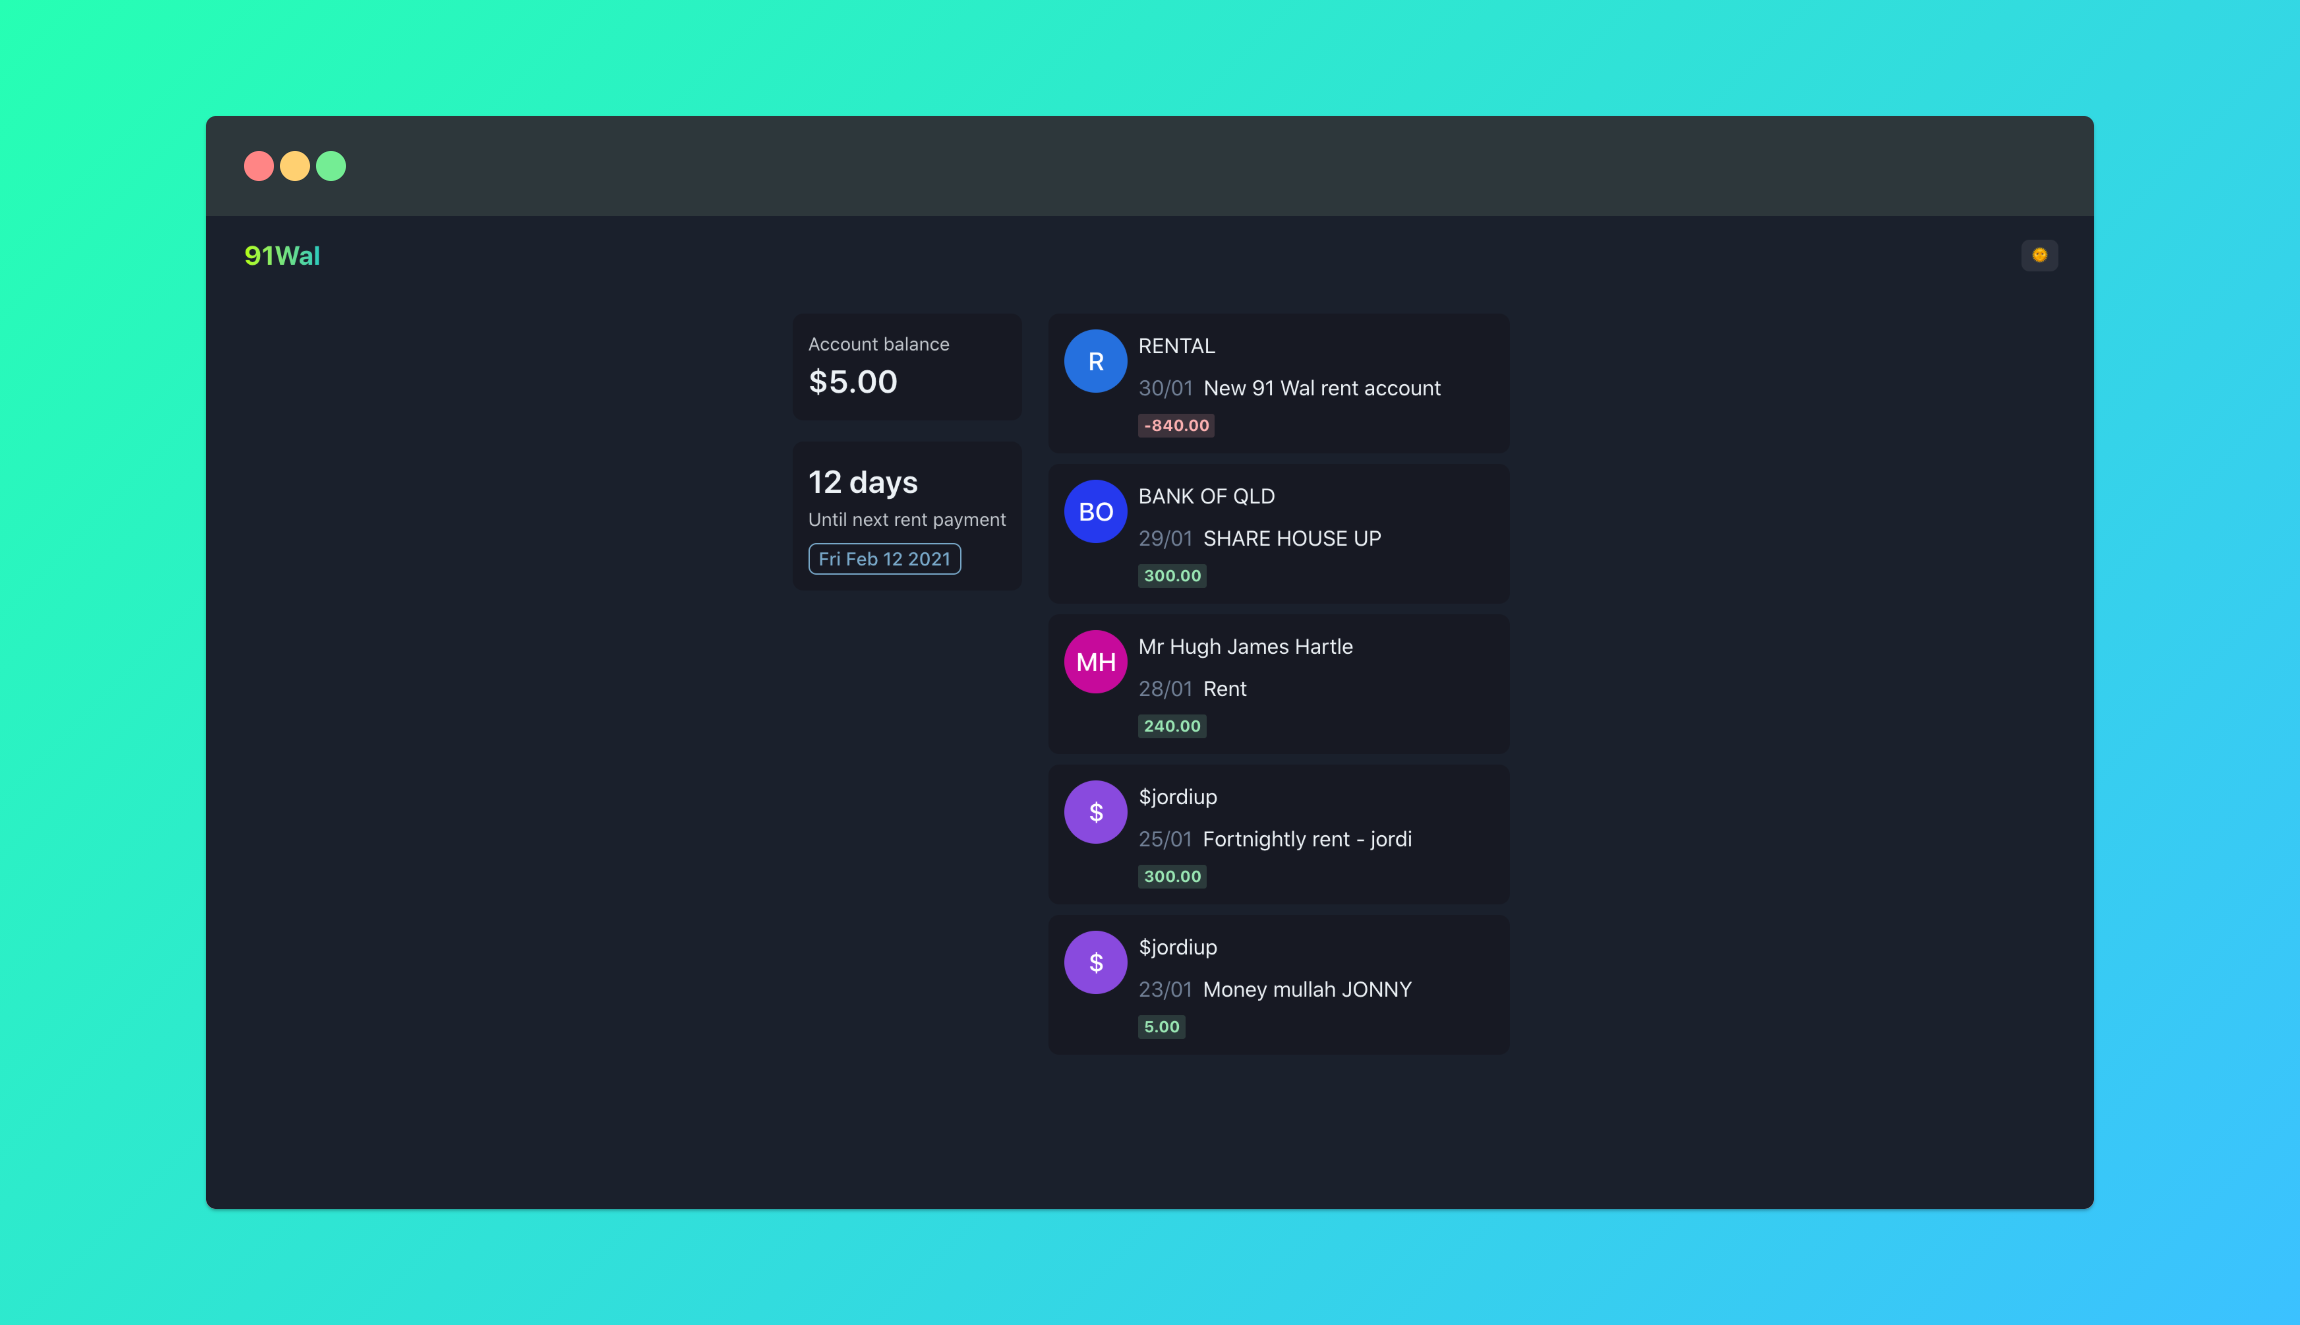 91Wal
Account balance
$5.00
12 days
Until next rent payment
Fri Feb 12 2021
R
RENTAL
30/01 New 91 Wal rent account
-840.00
BO
BANK OF QLD
29/01 SHARE HOUSE UP
300.00
MH
Mr Hugh James Hartle
28/01 Rent
240.00
$
$jordiup
25/01 Fortnightly rent - jordi
300.00
$
$jordiup
23/01 Money mullah JONNY
5.00